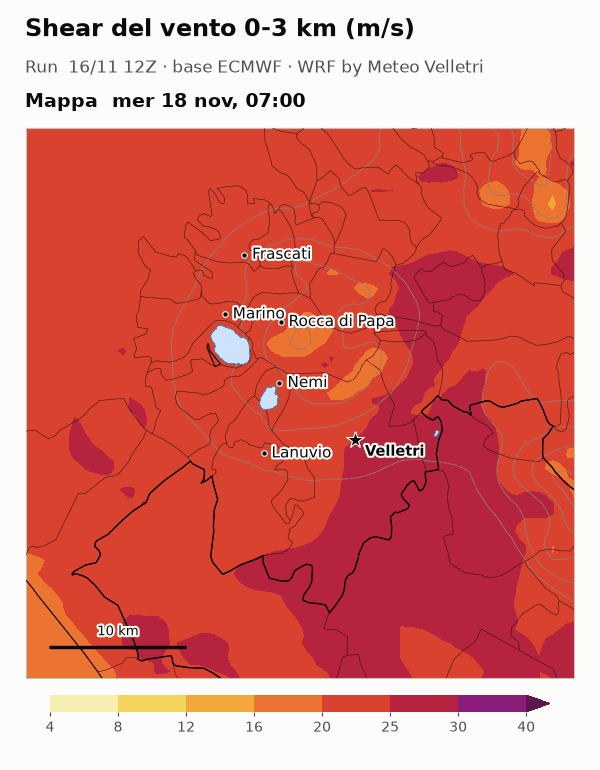 Shear del vento 0-3 km (m/s)
Run  16/11 12Z · base ECMWF · WRF by Meteo Velletri
Mappa  mer 18 nov, 07:00
Frascati
Marino
Rocca di Papa
Nemi
Velletri
Lanuvio
10 km
4 8 12 16 20 25 30 40